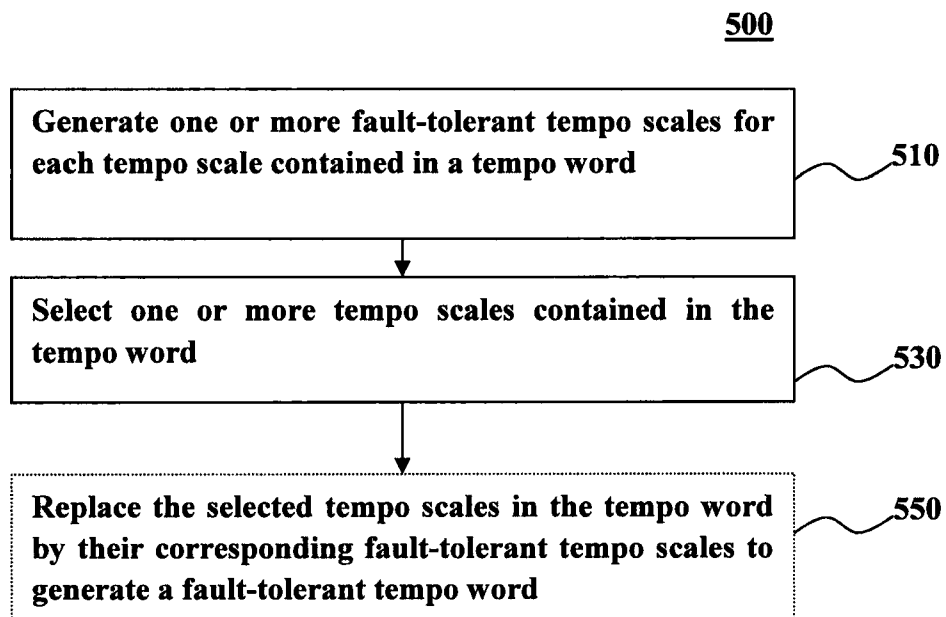 500
Generate one or more fault-tolerant tempo scales for
each tempo scale contained in a tempo word
510
Select one or more tempo scales contained in the
tempo word
530
Replace the selected tempo scales in the tempo word
by their corresponding fault-tolerant tempo scales to
generate a fault-tolerant tempo word
550